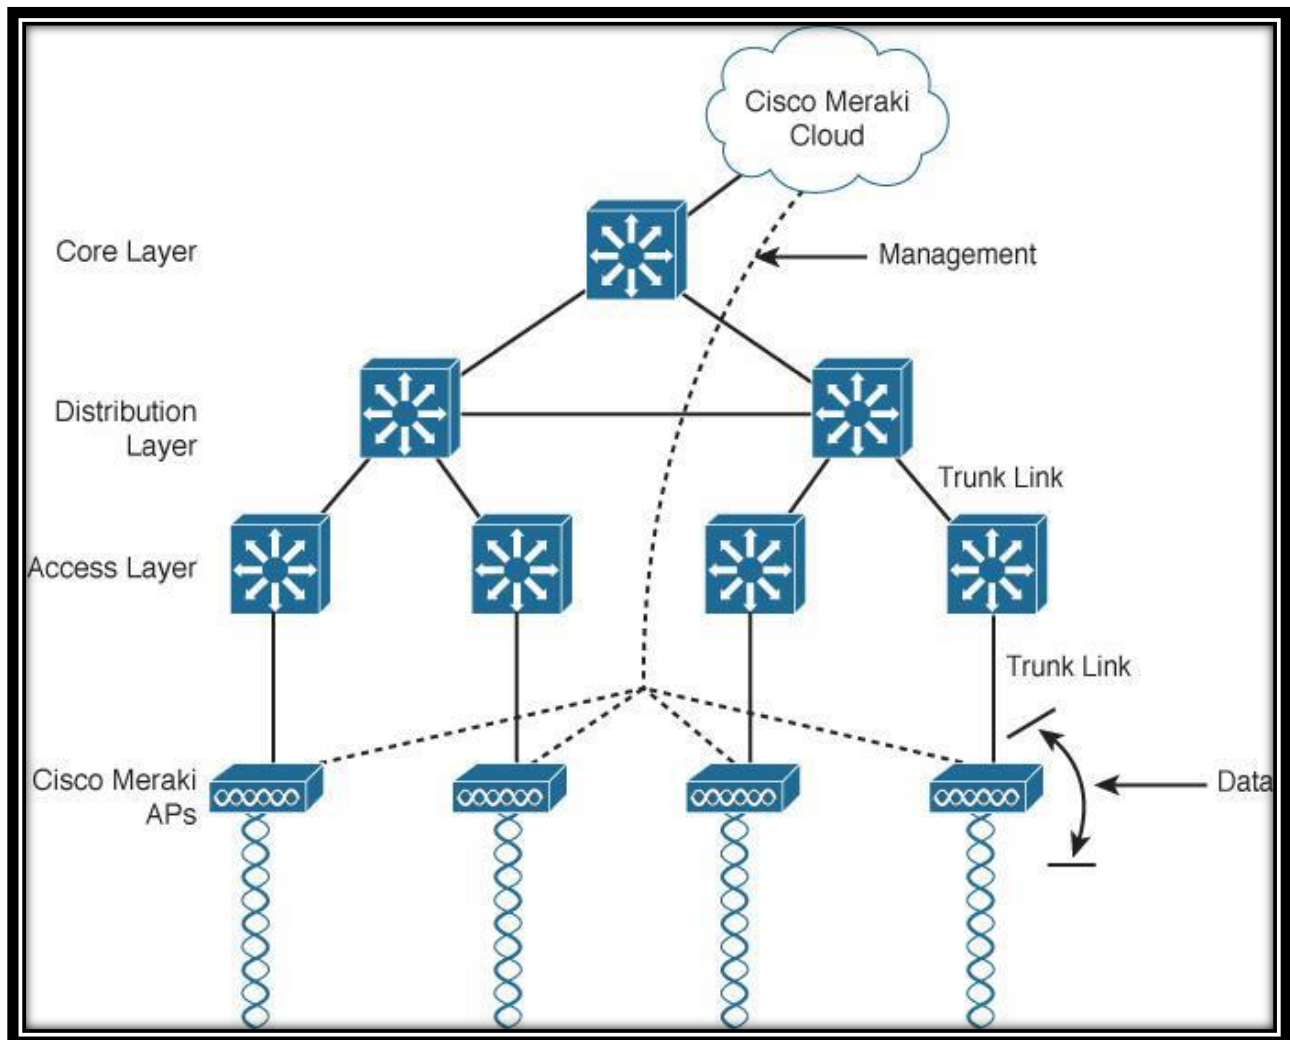 Cisco Meraki
Cloud
Core Layer
Management
Distribution
Layer
Trunk Link
Access Layer
Trunk Link
Cisco Meraki
APs
Data